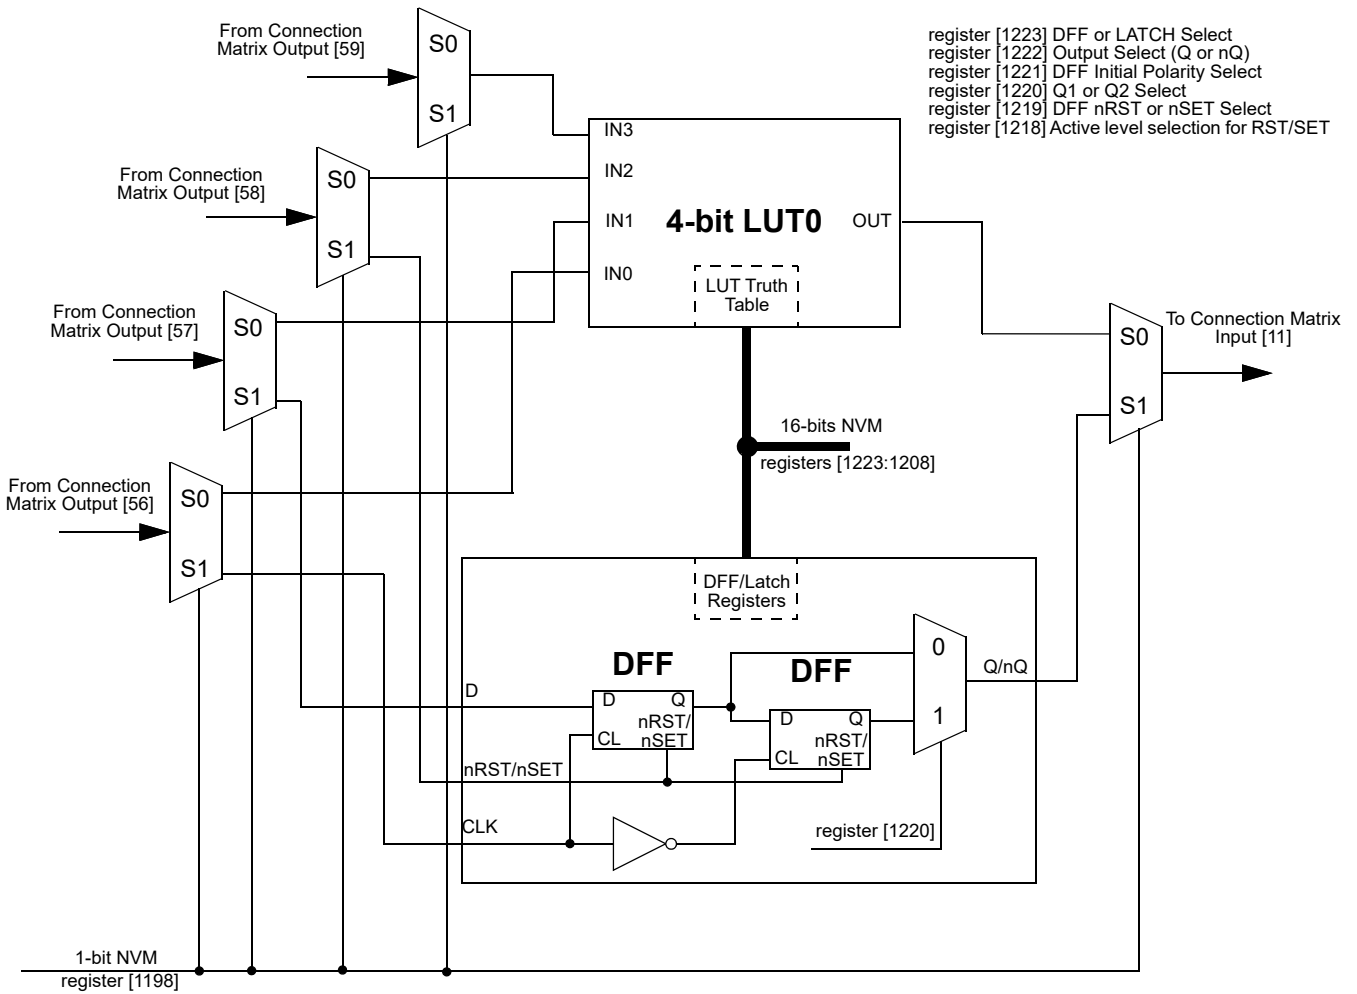 From Connection
Matrix Output [59]
S0
S1
register [1223] DFF or LATCH Select
register [1222] Output Select (Q or nQ)
register [1221] DFF Initial Polarity Select
register [1220] Q1 or Q2 Select
register [1219] DFF nRST or nSET Select
register [1218] Active level selection for RST/SET
From Connection
Matrix Output [58]
S0
S1
IN3
IN2
IN1
IN0
4-bit LUT0
OUT
LUT Truth
Table
From Connection
Matrix Output [57]
S0
S1
S0
S1
To Connection Matrix
Input [11]
16-bits NVM
registers [1223:1208]
From Connection
Matrix Output [56]
S0
S1
DFF/Latch
Registers
DFF
DFF
D
D
Q
nRST/
nSET
CL
D
Q
nRST/
nSET
CL
0
1
Q/nQ
nRST/nSET
CLK
register [1220]
1-bit NVM
register [1198]